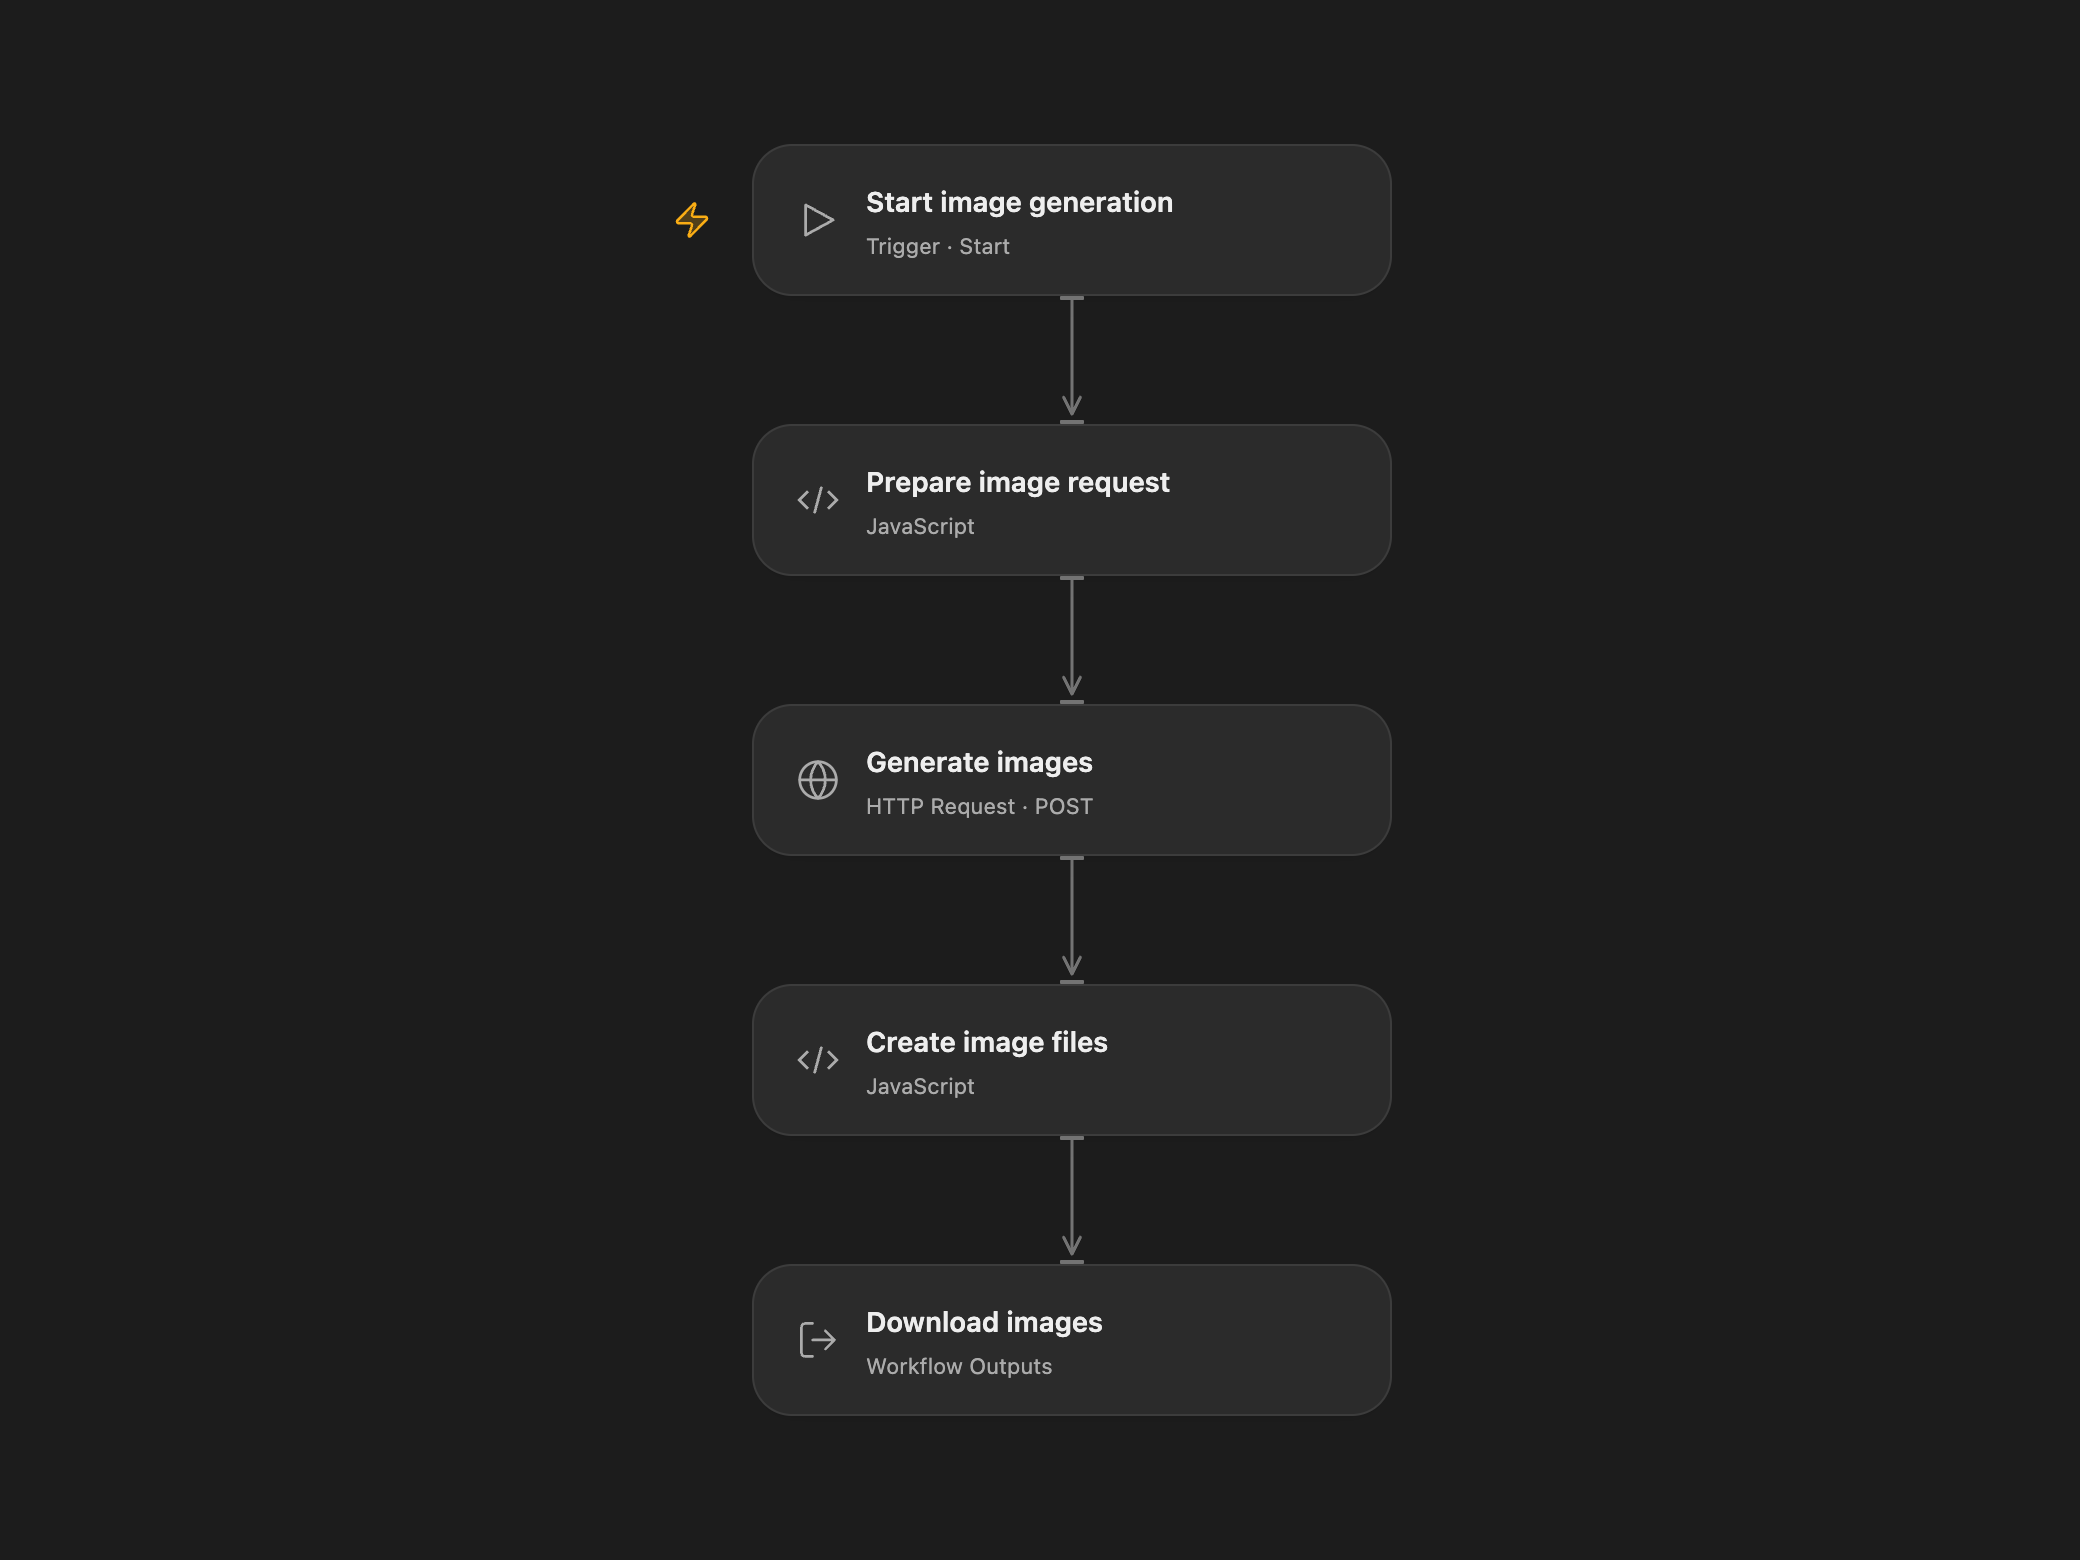 Start image generation
Trigger · Start
Prepare image request
JavaScript
Generate images
HTTP Request · POST
Create image files
JavaScript
Download images
Workflow Outputs